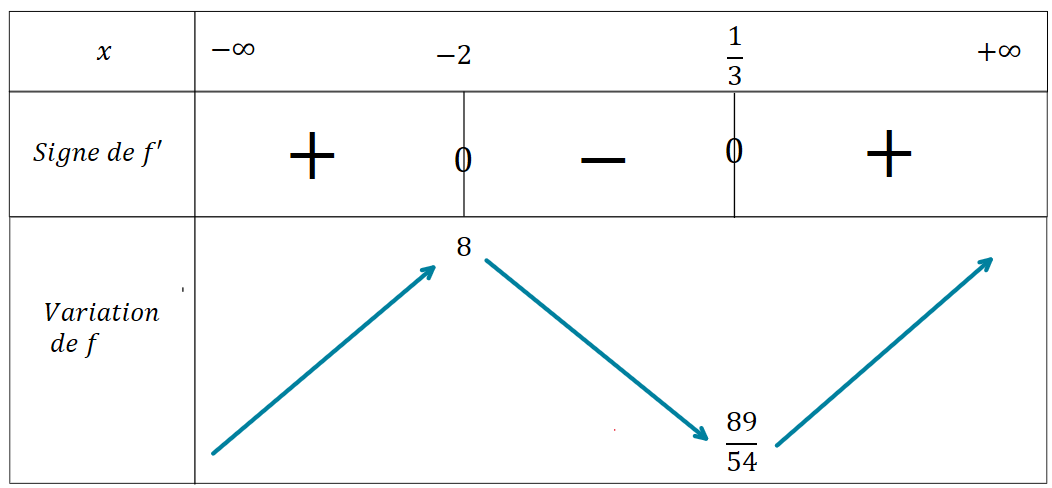 x −∞ −2 1/3 +∞
Signe de f′ + 0 − 0 +
8
Variation
de f
89/54